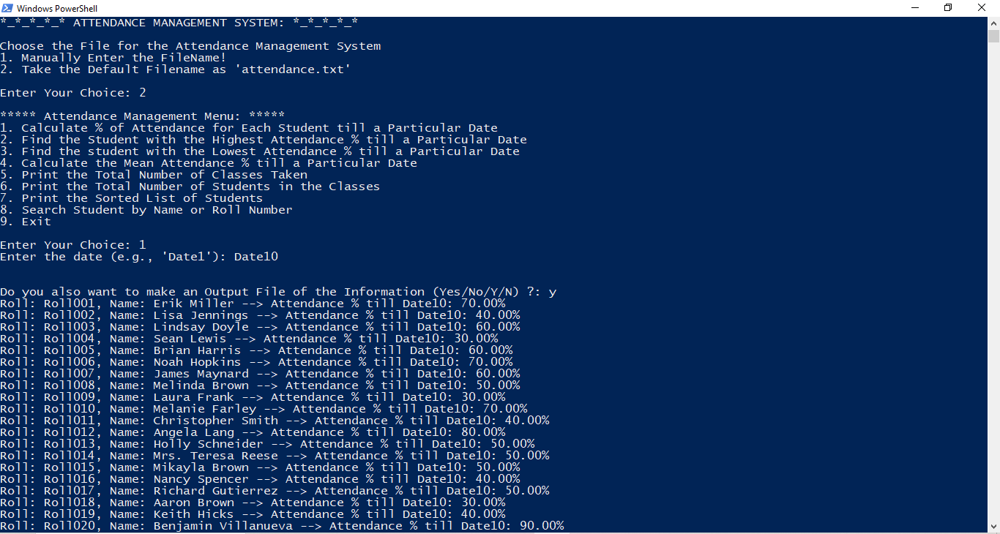 Windows PowerShell
*_*_*_*_* ATTENDANCE MANAGEMENT SYSTEM: *_*_*_*_*
Choose the File for the Attendance Management System
1. Manually Enter the FileName!
2. Take the Default Filename as 'attendance.txt'
Enter Your Choice: 2
***** Attendance Management Menu: *****
1. Calculate % of Attendance for Each Student till a Particular Date
2. Find the Student with the Highest Attendance % till a Particular Date
3. Find the student with the Lowest Attendance % till a Particular Date
4. Calculate the Mean Attendance % till a Particular Date
5. Print the Total Number of Classes Taken
6. Print the Total Number of Students in the Classes
7. Print the Sorted List of Students
8. Search Student by Name or Roll Number
9. Exit
Enter Your Choice: 1
Enter the date (e.g., 'Date1'): Date10
Do you also want to make an Output File of the Information (Yes/No/Y/N) ?: y
Roll: Roll001, Name: Erik Miller --> Attendance % till Date10: 70.00%
Roll: Roll002, Name: Lisa Jennings --> Attendance % till Date10: 40.00%
Roll: Roll003, Name: Lindsay Doyle --> Attendance % till Date10: 60.00%
Roll: Roll004, Name: Sean Lewis --> Attendance % till Date10: 30.00%
Roll: Roll005, Name: Brian Harris --> Attendance % till Date10: 60.00%
Roll: Roll006, Name: Noah Hopkins --> Attendance % till Date10: 70.00%
Roll: Roll007, Name: James Maynard --> Attendance % till Date10: 60.00%
Roll: Roll008, Name: Melinda Brown --> Attendance % till Date10: 50.00%
Roll: Roll009, Name: Laura Frank --> Attendance % till Date10: 30.00%
Roll: Roll010, Name: Melanie Farley --> Attendance % till Date10: 70.00%
Roll: Roll011, Name: Christopher Smith --> Attendance % till Date10: 40.00%
Roll: Roll012, Name: Angela Lang --> Attendance % till Date10: 80.00%
Roll: Roll013, Name: Holly Schneider --> Attendance % till Date10: 50.00%
Roll: Roll014, Name: Mrs. Teresa Reese --> Attendance % till Date10: 50.00%
Roll: Roll015, Name: Mikayla Brown --> Attendance % till Date10: 50.00%
Roll: Roll016, Name: Nancy Spencer --> Attendance % till Date10: 40.00%
Roll: Roll017, Name: Richard Gutierrez --> Attendance % till Date10: 50.00%
Roll: Roll018, Name: Aaron Brown --> Attendance % till Date10: 30.00%
Roll: Roll019, Name: Keith Hicks --> Attendance % till Date10: 40.00%
Roll: Roll020, Name: Benjamin Villanueva --> Attendance % till Date10: 90.00%